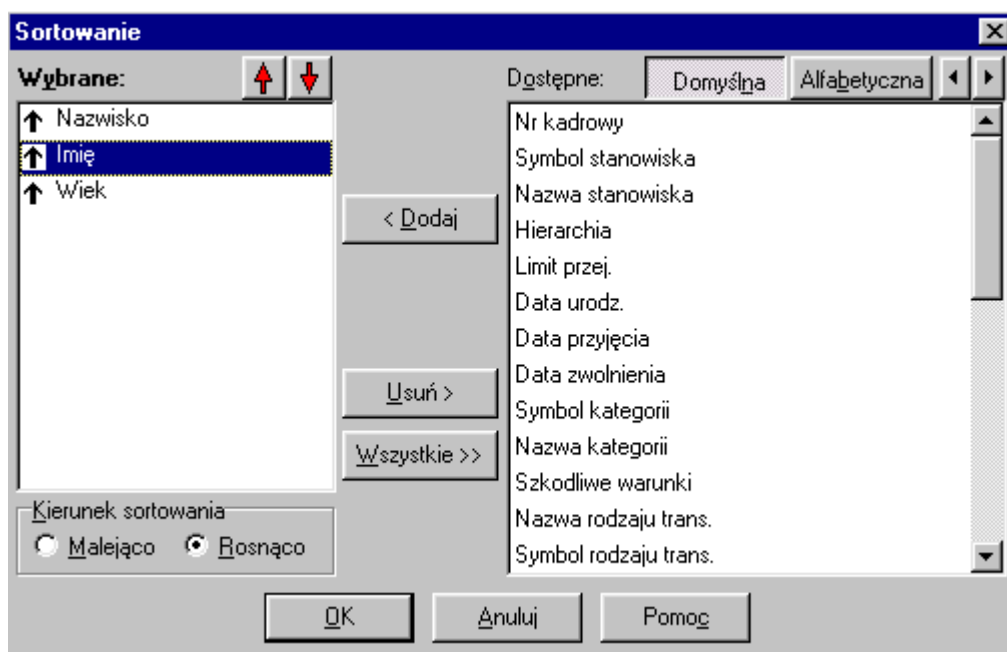 Sortowanie
Wybrane:
Nazwisko
Imię
Wiek
Kierunek sortowania
Malejąco Rosnąco
< Dodaj
Usuń >
Wszystkie >>
Dostępne: Domyślna Alfabetyczna
Nr kadrowy
Symbol stanowiska
Nazwa stanowiska
Hierarchia
Limit przej.
Data urodz.
Data przyjęcia
Data zwolnienia
Symbol kategorii
Nazwa kategorii
Szkodliwe warunki
Nazwa rodzaju trans.
Symbol rodzaju trans.
OK Anuluj Pomoc